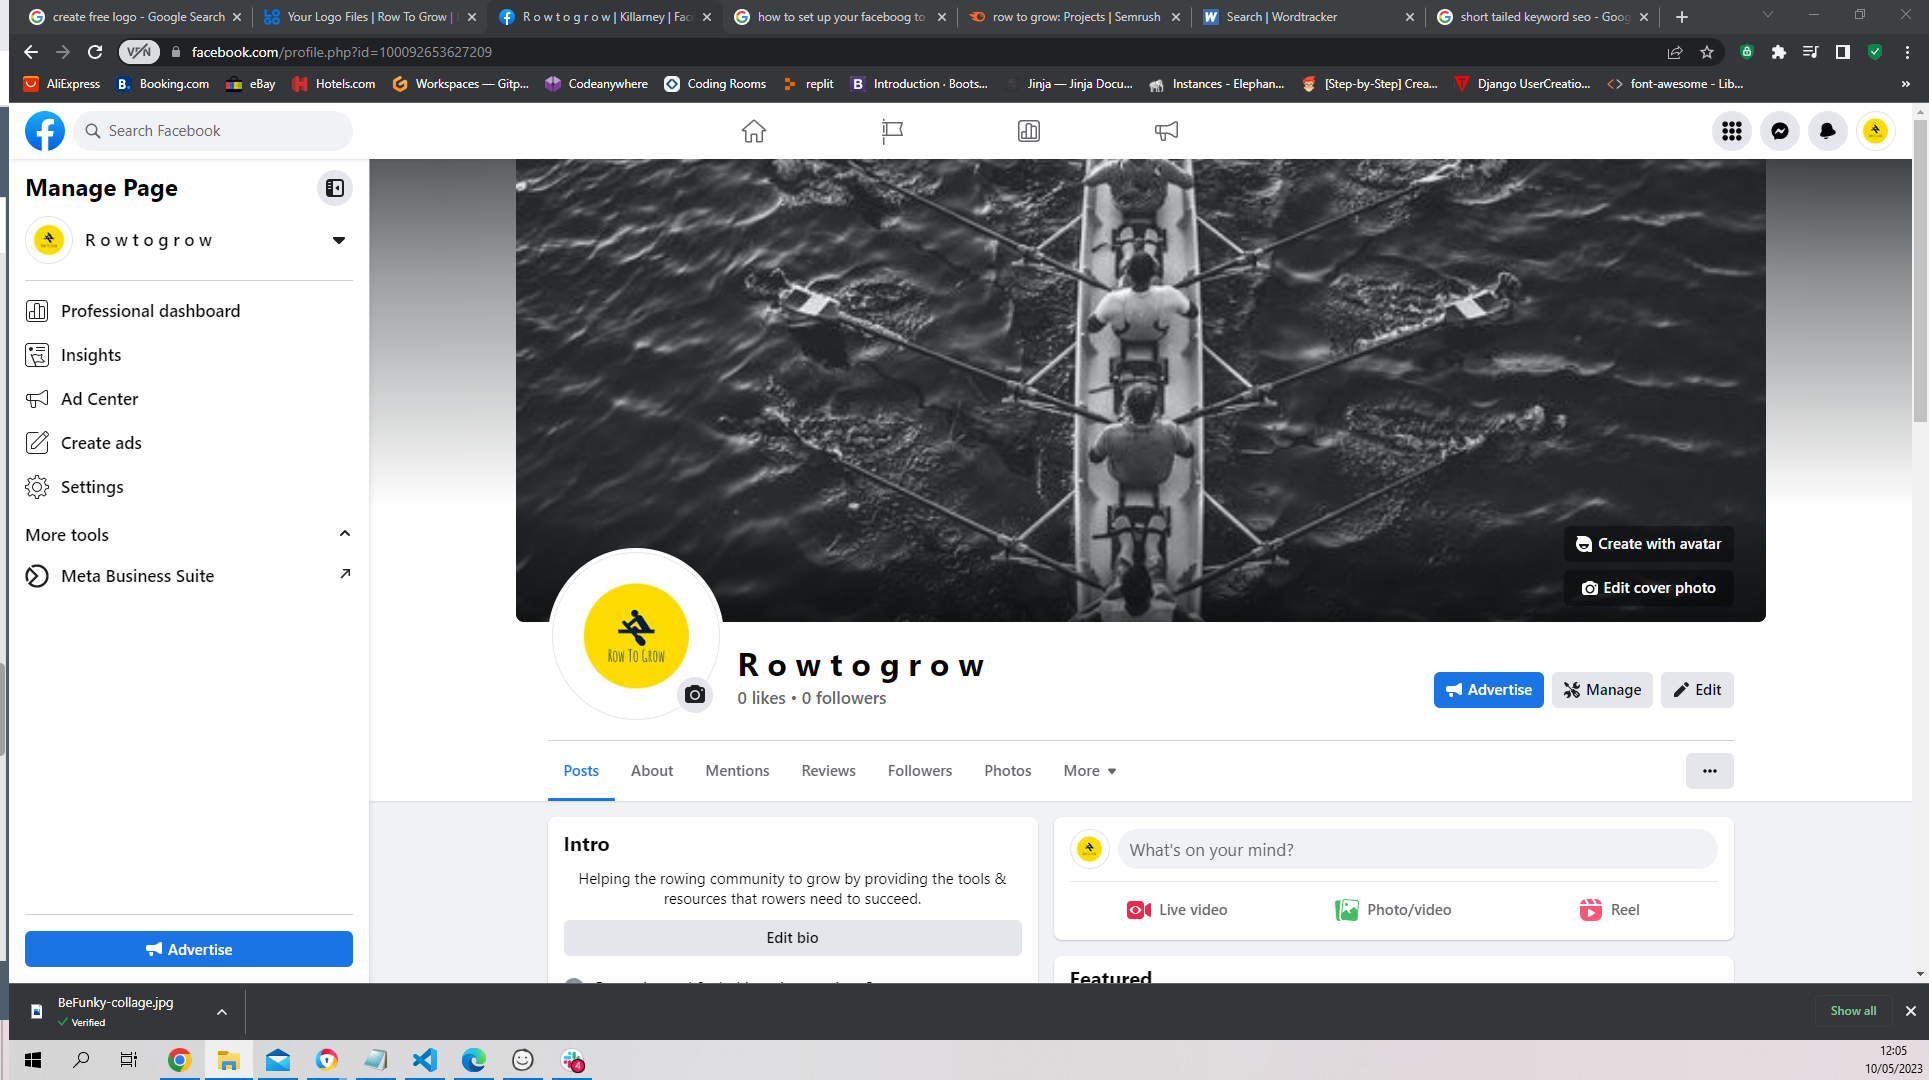 create free logo - Google Search
Your Logo Files | Row To Grow |
R o w t o g r o w | Killarney | Fac
how to set up your faceboog to
row to grow: Projects | Semrush
Search | Wordtracker
short tailed keyword seo - Goog
VPN
facebook.com/profile.php?id=100092653627209
AliExpress
Booking.com
eBay
Hotels.com
Workspaces — Gitp...
Codeanywhere
Coding Rooms
replit
Introduction · Boots...
Jinja — Jinja Docu...
Instances - Elephan...
[Step-by-Step] Crea...
Django UserCreatio...
font-awesome - Lib...
»
Search Facebook
Manage Page
R o w t o g r o w
Professional dashboard
Insights
Ad Center
Create ads
Settings
More tools
Meta Business Suite
Advertise
Create with avatar
Edit cover photo
ROW TO GROW
R o w t o g r o w
0 likes • 0 followers
Advertise
Manage
Edit
Posts
About
Mentions
Reviews
Followers
Photos
More
Intro
Helping the rowing community to grow by providing the tools &
resources that rowers need to succeed.
Edit bio
What's on your mind?
Live video
Photo/video
Reel
Featured
BeFunky-collage.jpg
Verified
Show all
4
12:05
10/05/2023